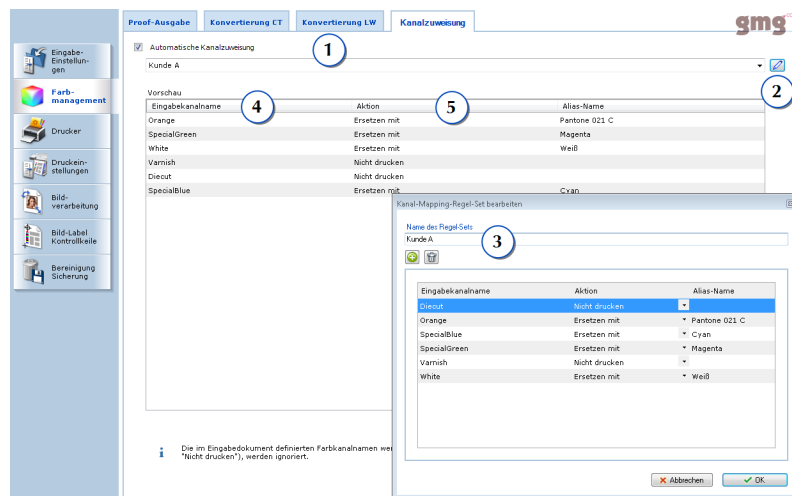 Proof-Ausgabe Konvertierung CT Konvertierung LW Kanalzuweisung
gmg
Automatische Kanalzuweisung
1
Kunde A
2
Vorschau
Eingabekanalname 4 Aktion 5 Alias-Name
Orange Ersetzen mit Pantone 021 C
SpecialGreen Ersetzen mit Magenta
White Ersetzen mit Weiß
Varnish Nicht drucken
Diecut Nicht drucken
SpecialBlue Ersetzen mit Cyan
Eingabe-
Einstellun-
gen
Farb-
management
Drucker
Druckein-
stellungen
Bild-
verarbeitung
Bild-Label
Kontrollkeile
Bereinigung
Sicherung
Kanal-Mapping-Regel-Set bearbeiten
Name des Regel-Sets
Kunde A
3
Eingabekanalname Aktion Alias-Name
Diecut Nicht drucken
Orange Ersetzen mit Pantone 021 C
SpecialBlue Ersetzen mit Cyan
SpecialGreen Ersetzen mit Magenta
Varnish Nicht drucken
White Ersetzen mit Weiß
Abbrechen OK
i Die im Eingabedokument definierten Farbkanalnamen wer
"Nicht drucken"), werden ignoriert.